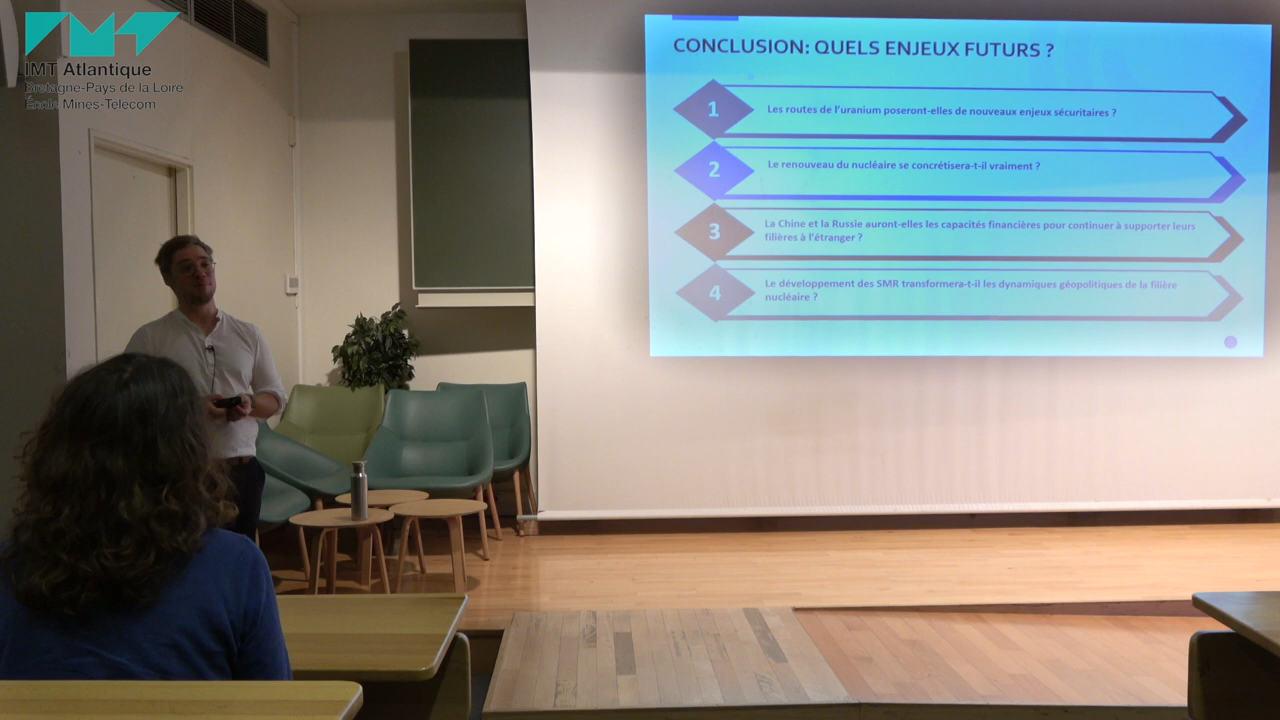 IMT Atlantique
Bretagne-Pays de la Loire
École Mines-Telecom
CONCLUSION: QUELS ENJEUX FUTURS ?
1
Les routes de l'uranium poseront-elles de nouveaux enjeux sécuritaires ?
2
Le renouveau du nucléaire se concrétisera-t-il vraiment ?
3
La Chine et la Russie auront-elles les capacités financières pour continuer à supporter leurs
filières à l'étranger ?
4
Le développement des SMR transformera-t-il les dynamiques géopolitiques de la filière
nucléaire ?